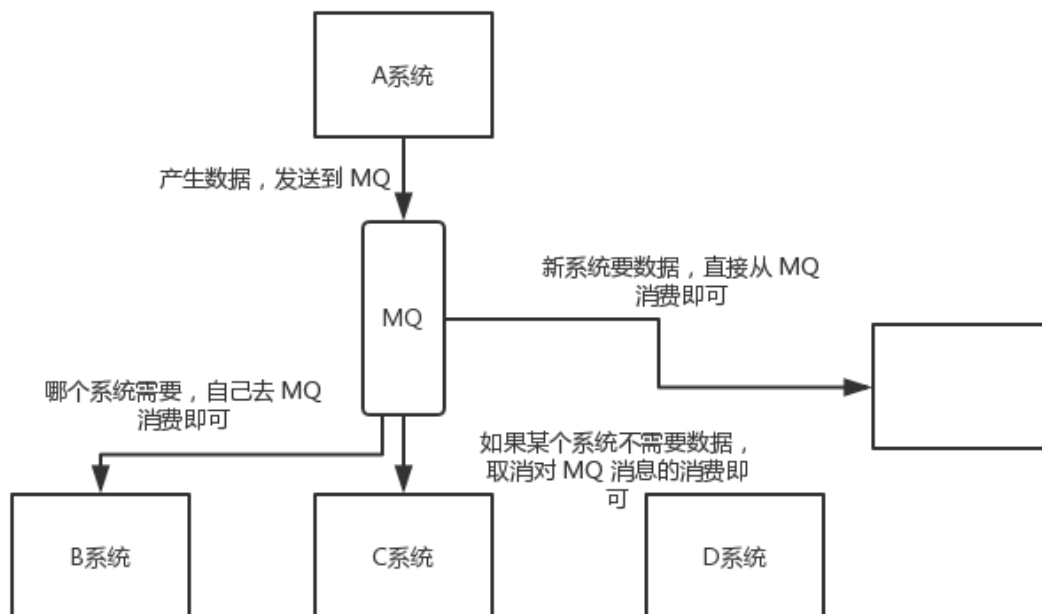 A系统
产生数据，发送到 MQ
新系统要数据，直接从 MQ
消费即可
MQ
哪个系统需要，自己去 MQ
消费即可
如果某个系统不需要数据，
取消对 MQ 消息的消费即
可
B系统
C系统
D系统